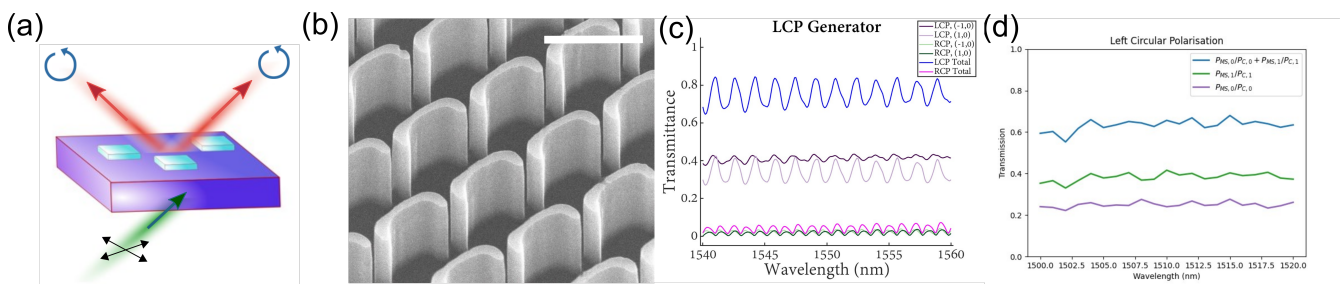 (a)
(b)
(c)
LCP Generator
LCP, (-1,0)
LCP, (1,0)
RCP, (-1,0)
RCP, (1,0)
LCP Total
RCP Total
1
0.8
0.6
0.4
0.2
0
Transmittance
1540
1545
1550
1555
1560
Wavelength (nm)
(d)
Left Circular Polarisation
P_{MS,0}/P_{C,0} + P_{MS,1}/P_{C,1}
P_{MS,1}/P_{C,1}
P_{MS,0}/P_{C,0}
1.0
0.8
0.6
0.4
0.2
0.0
Transmission
1500.0
1502.5
1505.0
1507.5
1510.0
1512.5
1515.0
1517.5
1520.0
Wavelength (nm)